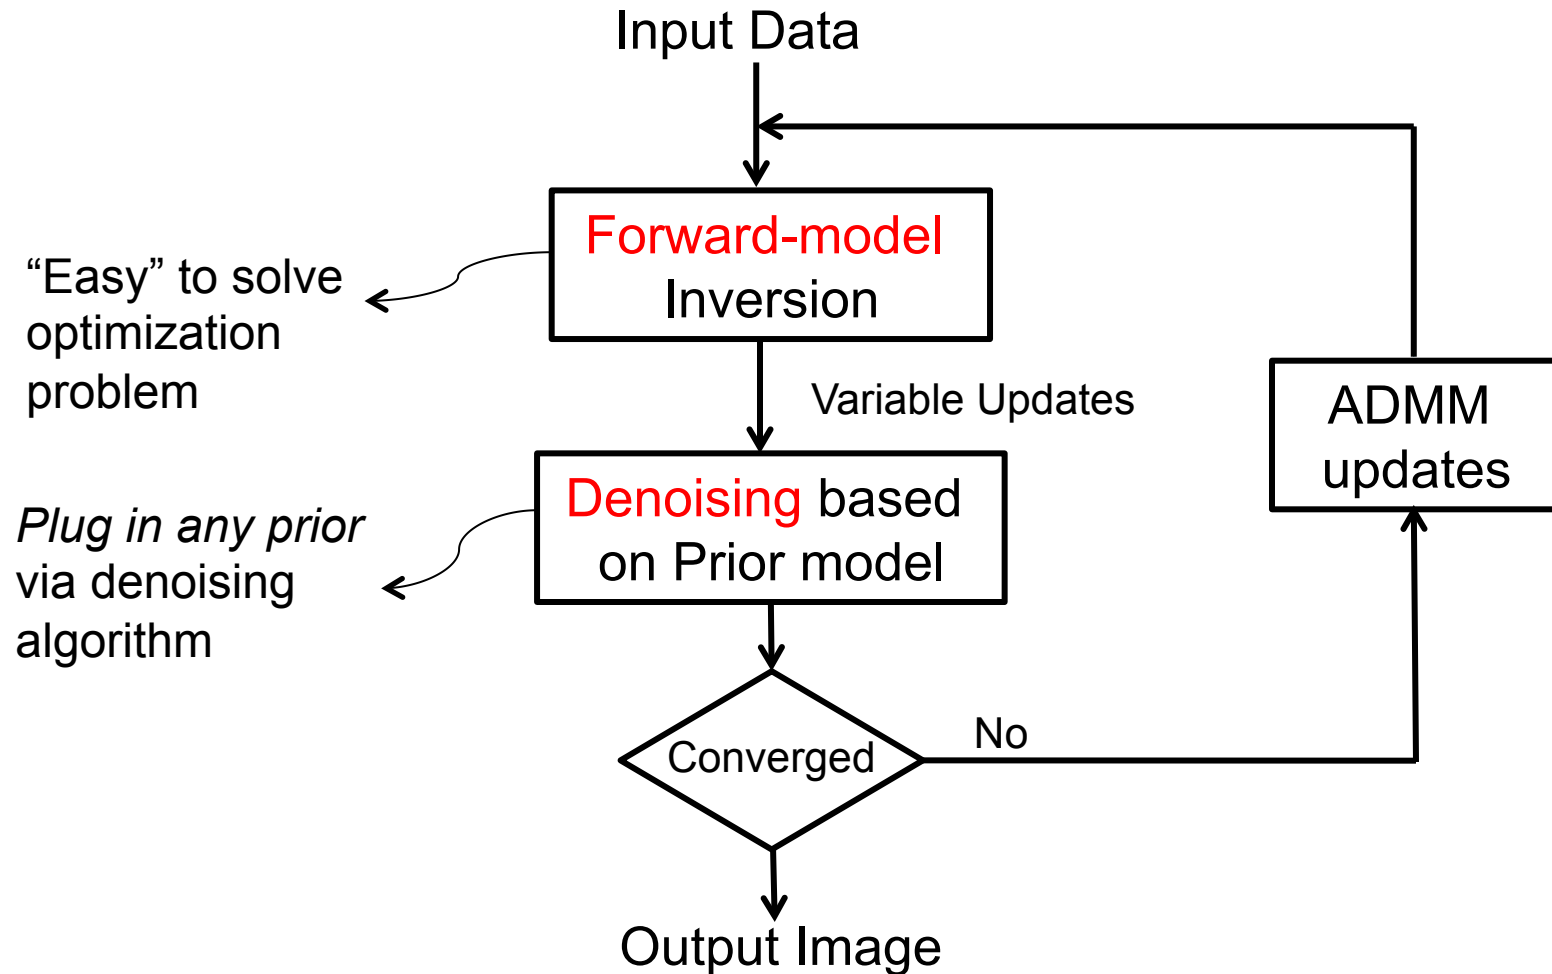 Input Data
Forward-model
Inversion
“Easy” to solve
optimization
problem
Variable Updates
ADMM
updates
Denoising based
on Prior model
Plug in any prior
via denoising
algorithm
Converged
No
Output Image